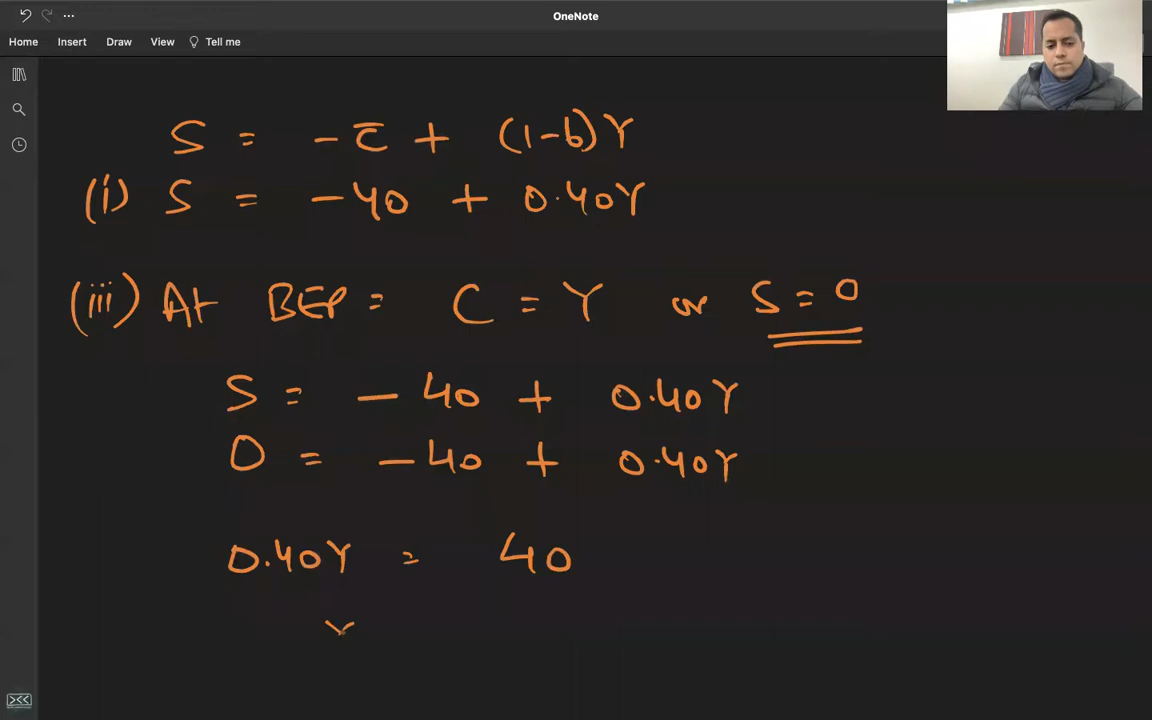 OneNote
Home Insert Draw View Tell me
S = - c̅ + (1-b)Y
(i) S = -40 + 0.40Y
(iii) At BEP = C = Y or S = 0
S = - 40 + 0.40Y
0 = - 40 + 0.40Y
0.40Y = 40
Y